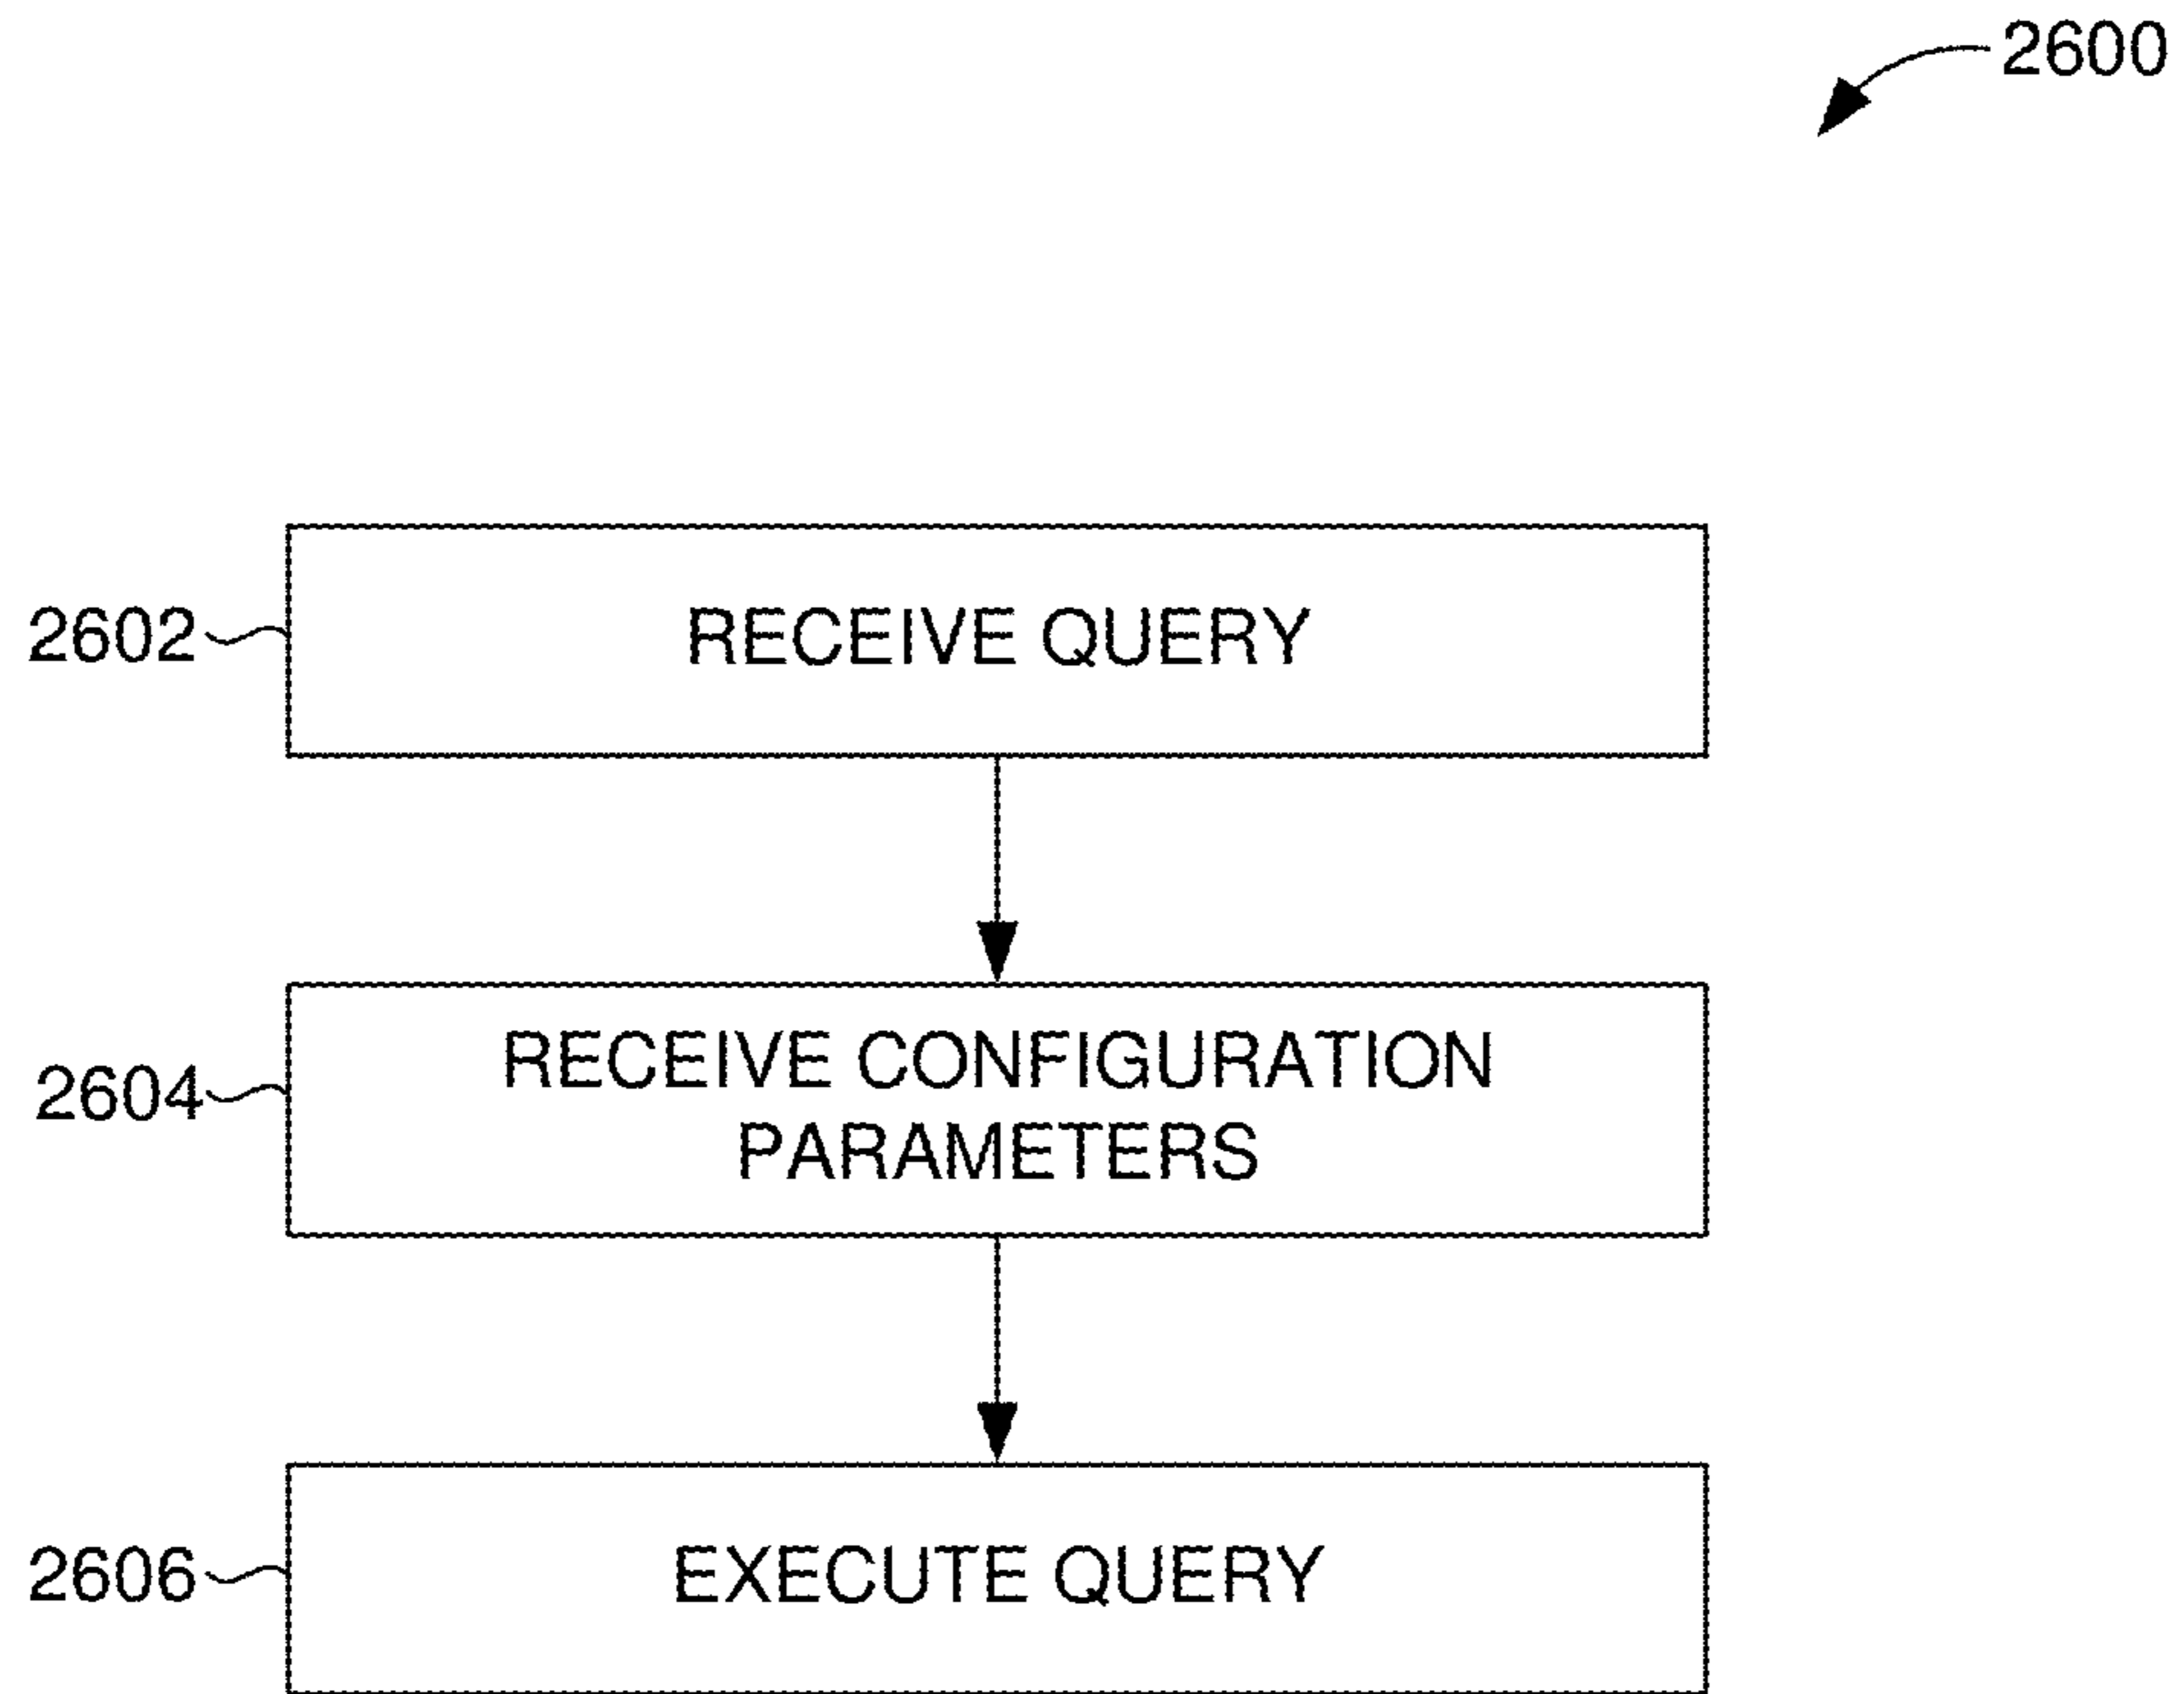 2600
2602
RECEIVE QUERY
2604
RECEIVE CONFIGURATION
PARAMETERS
2606
EXECUTE QUERY